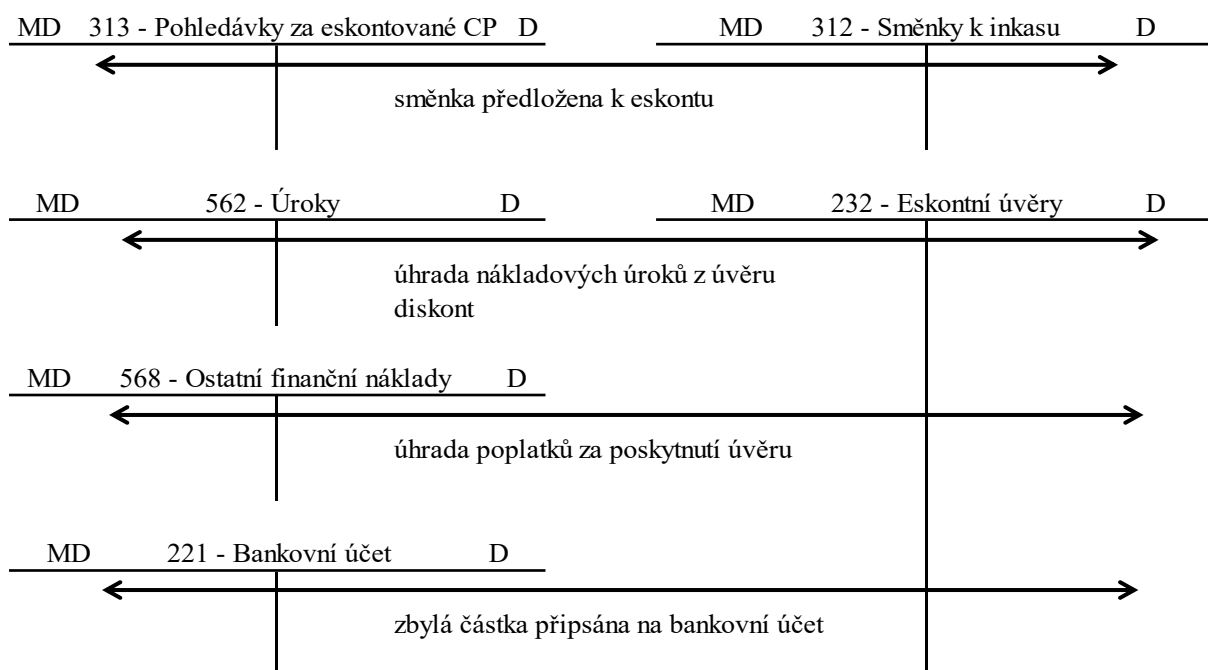 MD 313 - Pohledávky za eskontované CP D MD 312 - Směnky k inkasu D
směnka předložena k eskontu
MD 562 - Úroky D MD 232 - Eskontní úvěry D
úhrada nákladových úroků z úvěru
diskont
MD 568 - Ostatní finanční náklady D
úhrada poplatků za poskytnutí úvěru
MD 221 - Bankovní účet D
zbylá částka připsána na bankovní účet